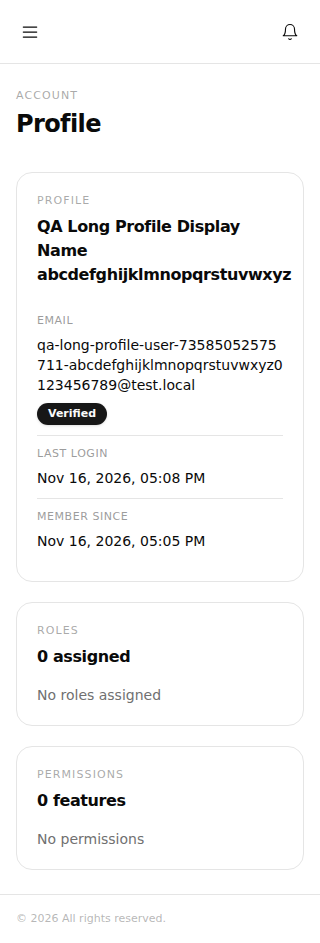 ACCOUNT
Profile
PROFILE
QA Long Profile Display
Name
abcdefghijklmnopqrstuvwxyz
EMAIL
qa-long-profile-user-73585052575
711-abcdefghijklmnopqrstuvwxyz0
123456789@test.local
Verified
LAST LOGIN
Nov 16, 2026, 05:08 PM
MEMBER SINCE
Nov 16, 2026, 05:05 PM
ROLES
0 assigned
No roles assigned
PERMISSIONS
0 features
No permissions
© 2026 All rights reserved.